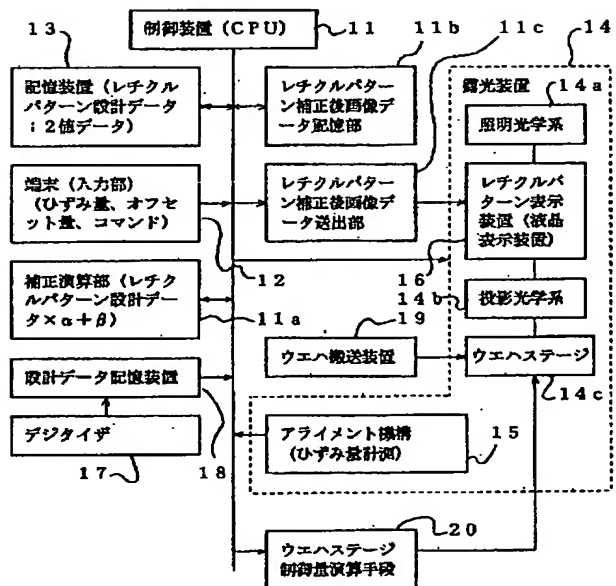 制御装置(CPU)
11
13
11b
11c
14
記憶装置(レチクル
パターン設計データ
:2値データ)
レチクルパター
ン補正後画像デ
ータ記憶部
露光装置
14a
照明光学系
端末(入力部)
(ひずみ量、オフ
セット量、コマンド)
12
レチクルパター
ン補正後画像デ
ータ送出部
レチクルパ
ターン表示
装置(液晶
表示装置)
16
補正演算部(レチク
ルパターン設計デー
タ×α+β)
11a
14b
投影光学系
19
ウエハ搬送装置
ウエハステージ
14c
設計データ記憶装置
18
デジタイザ
17
アライメント機構
(ひずみ量計測)
15
20
ウエハステージ
制御量演算手段